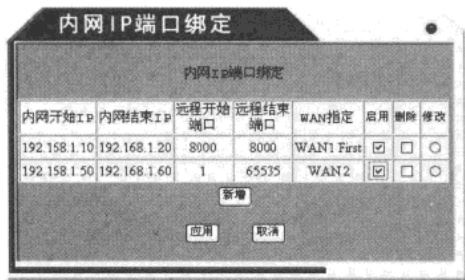 内网IP端口绑定
内网IP端口绑定
内网开始IP 内网结束IP 远程开始端口 远程结束端口 WAN指定 启用 删除 修改
192.158.1.10 192.158.1.20 8000 8000 WAN1 First
192.158.1.50 192.158.1.60 1 65535 WAN2
新增
应用 取消